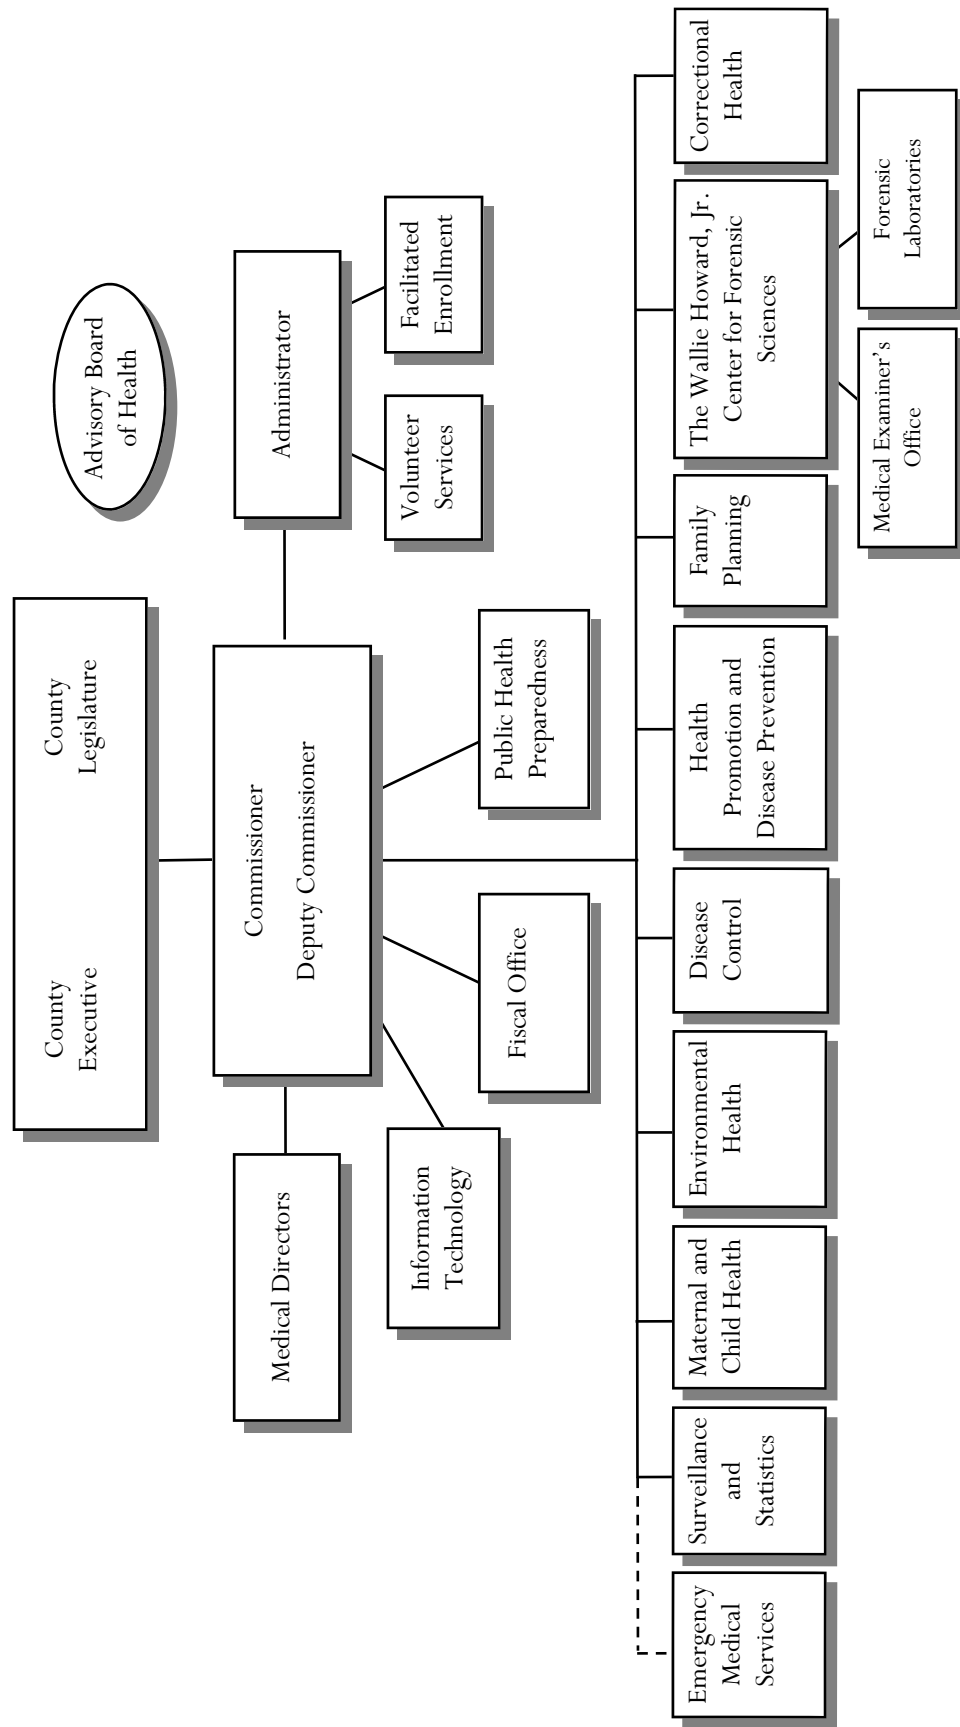 County
Executive
County
Legislature
Advisory Board
of Health
Medical Directors
Commissioner
Deputy Commissioner
Administrator
Information
Technology
Fiscal Office
Public Health
Preparedness
Volunteer
Services
Facilitated
Enrollment
Emergency
Medical
Services
Surveillance
and
Statistics
Maternal and
Child Health
Environmental
Health
Disease
Control
Health
Promotion and
Disease Prevention
Family
Planning
The Wallie Howard, Jr.
Center for Forensic
Sciences
Correctional
Health
Medical Examiner's
Office
Forensic
Laboratories